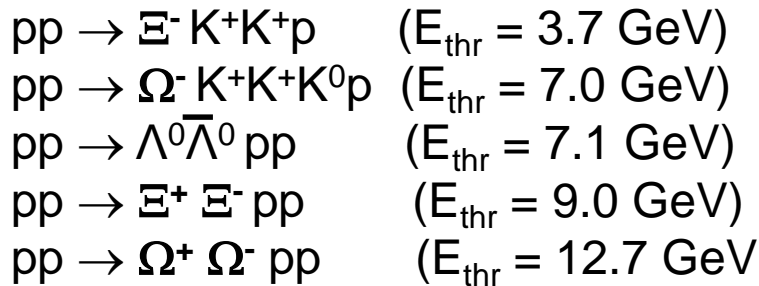 pp → Ξ⁻ K⁺K⁺p (E_thr = 3.7 GeV)
pp → Ω⁻ K⁺K⁺K⁰p (E_thr = 7.0 GeV)
pp → Λ⁰Λ̅⁰ pp (E_thr = 7.1 GeV)
pp → Ξ⁺ Ξ⁻ pp (E_thr = 9.0 GeV)
pp → Ω⁺ Ω⁻ pp (E_thr = 12.7 GeV